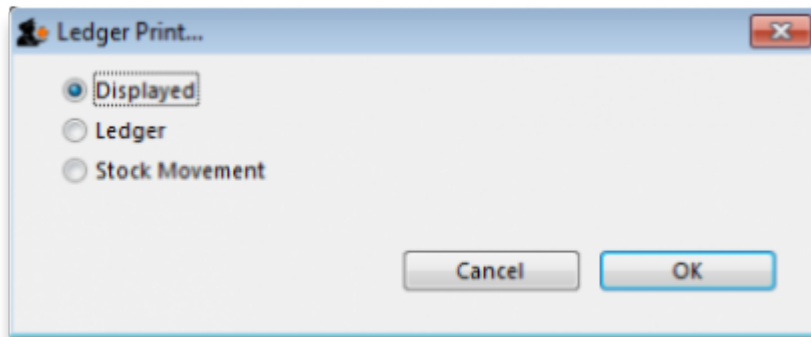 Ledger Print...
Displayed
Ledger
Stock Movement
Cancel OK